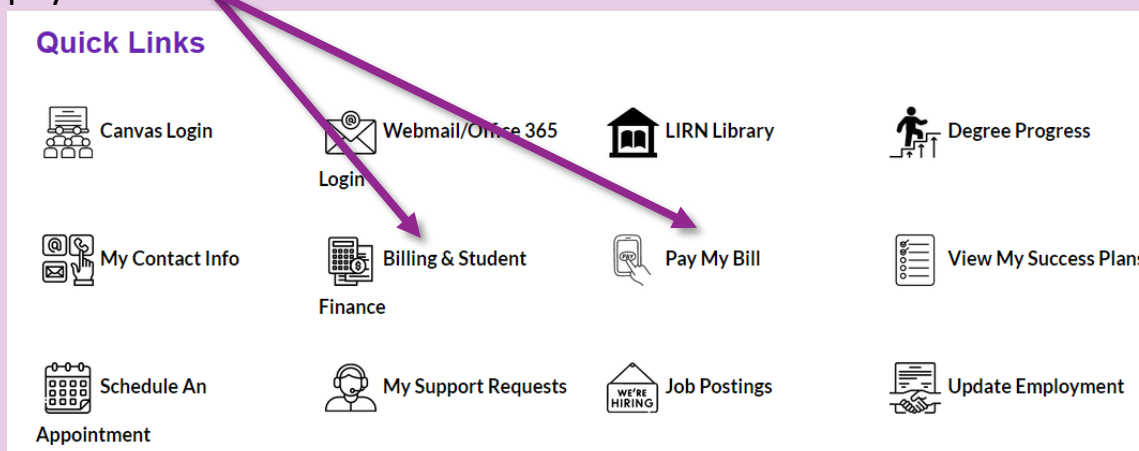 Quick Links
Canvas Login
Webmail/Office 365
Login
LIRN Library
Degree Progress
My Contact Info
Billing & Student
Finance
Pay My Bill
View My Success Plans
Schedule An
Appointment
My Support Requests
WE'RE
HIRING
Job Postings
Update Employment